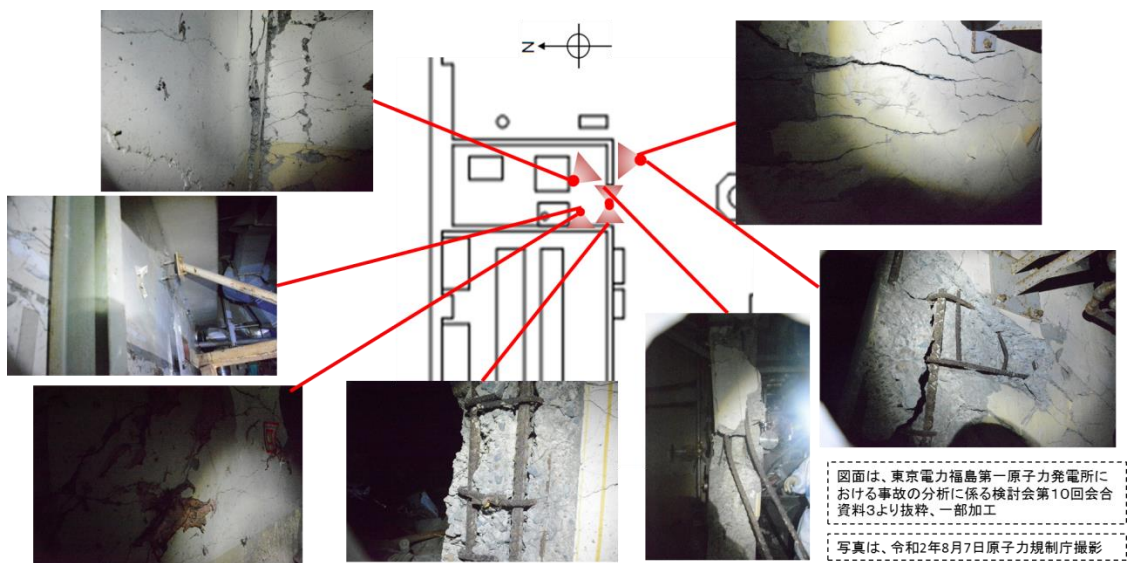 N
図面は、東京電力福島第一原子力発電所に
おける事故の分析に係る検討会第10回会合
資料3より抜粋、一部加工
写真は、令和2年8月7日原子力規制庁撮影